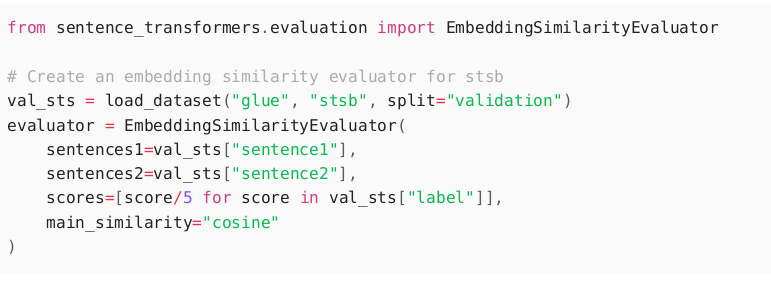 from sentence_transformers.evaluation import EmbeddingSimilarityEvaluator

# Create an embedding similarity evaluator for stsb
val_sts = load_dataset("glue", "stsb", split="validation")
evaluator = EmbeddingSimilarityEvaluator(
    sentences1=val_sts["sentence1"],
    sentences2=val_sts["sentence2"],
    scores=[score/5 for score in val_sts["label"]],
    main_similarity="cosine"
)